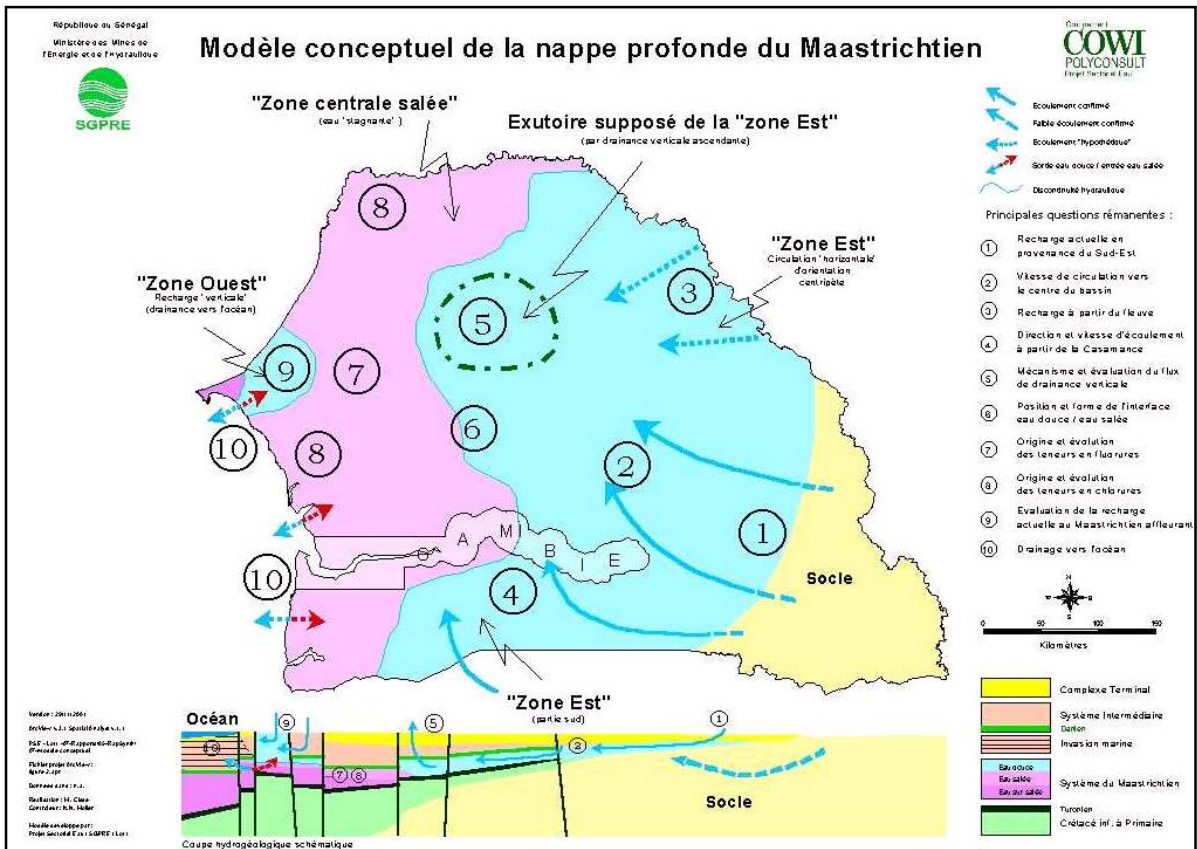 République du Sénégal
Ministère des Mines de
l'Energie et de l'Hydraulique
SGPRE
Modèle conceptuel de la nappe profonde du Maastrichtien
Groupement
COWI
POLYCONSULT
Projet Sectoriel Eau
"Zone centrale salée"
(eau 'stagnante' )
Exutoire supposé de la "zone Est"
(par drainance verticale ascendante)
"Zone Ouest"
Recharge 'verticale'
(drainance vers l'océan)
"Zone Est"
Circulation 'horizontale'
d'orientation
centripète
8
3
5
9
7
6
10
8
2
1
G A M B I E
10
4
Socle
"Zone Est"
(partie sud)
Ecoulement confirmé
Faible écoulement confirmé
Ecoulement "hypothétique"
Sortie eau douce / entrée eau salée
Discontinuité hydraulique
Principales questions rémanentes :
1 Recharge actuelle en
provenance du Sud-Est
2 Vitesse de circulation vers
le centre du bassin
3 Recharge à partir du fleuve
4 Direction et vitesse d'écoulement
à partir de la Casamance
5 Mécanisme et évaluation du flux
de drainance verticale
6 Position et forme de l'interface
eau douce / eau salée
7 Origine et évolution
des teneurs en fluorures
8 Origine et évolution
des teneurs en chlorures
9 Evaluation de la recharge
actuelle au Maastrichtien affleurant
10 Drainage vers l'océan
N
S
0 50 100 150
Kilomètres
Complexe Terminal
Système Intermédiaire
Danien
Invasion marine
Eau douce
Eau salée
Eau sur salée
Système du Maastrichtien
Turonien
Crétacé inf. à Primaire
Océan
9
5
1
10
2
7 8
Socle
Coupe hydrogéologique schématique
Projet Sectoriel Eau